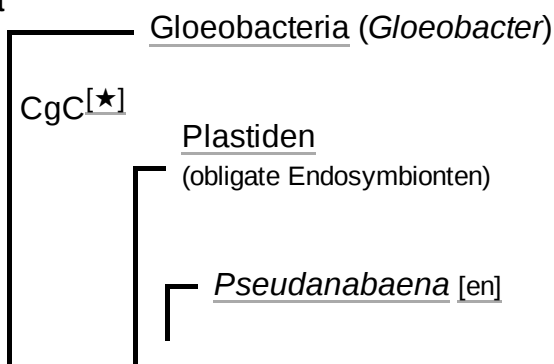 Gloeobacteria (Gloeobacter)
CgC[★]
Plastiden
(obligate Endosymbionten)
Pseudanabaena [en]